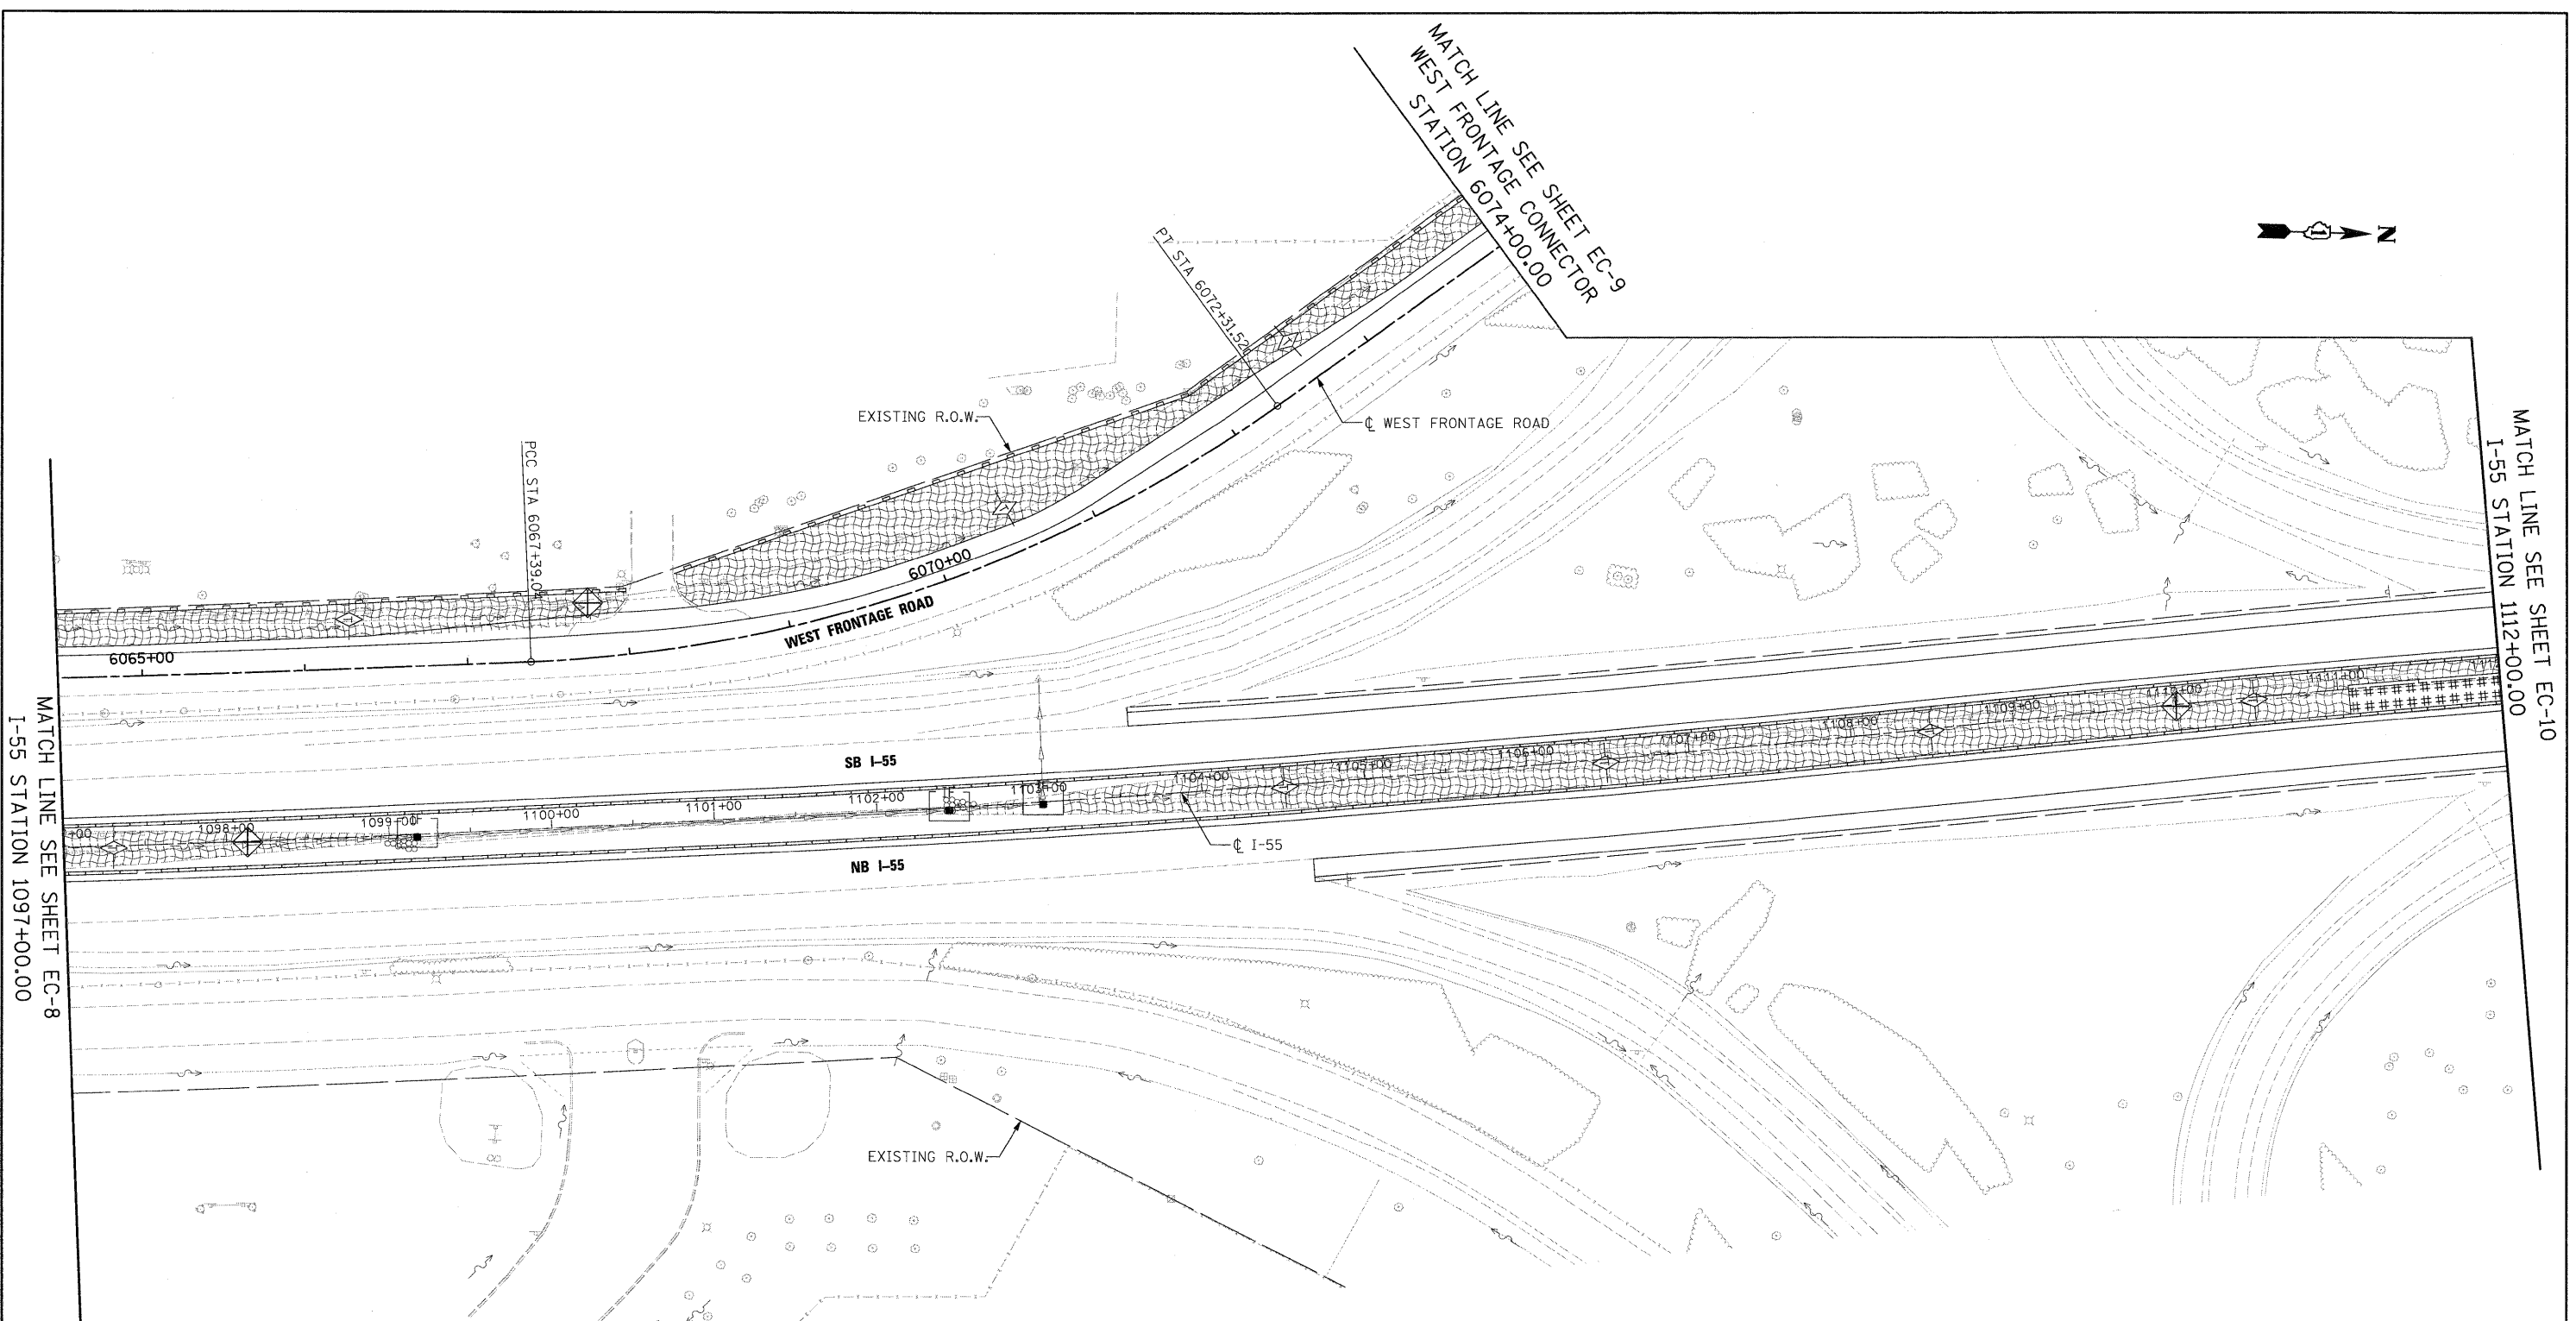 MATCH LINE SEE SHEET EC-9
WEST FRONTAGE CONNECTOR
STATION 6074+00.00
N
PT STA 6072+31.52
EXISTING R.O.W.
℄ WEST FRONTAGE ROAD
MATCH LINE SEE SHEET EC-10
I-55 STATION 1112+00.00
PCC STA 6067+39.04
6070+00
WEST FRONTAGE ROAD
6065+00
1111+00
1110+00
1109+00
1108+00
1107+00
1106+00
1105+00
1104+00
1103+00
SB I-55
1102+00
1101+00
1100+00
1099+00
1098+00
+00
℄ I-55
NB I-55
MATCH LINE SEE SHEET EC-8
I-55 STATION 1097+00.00
EXISTING R.O.W.